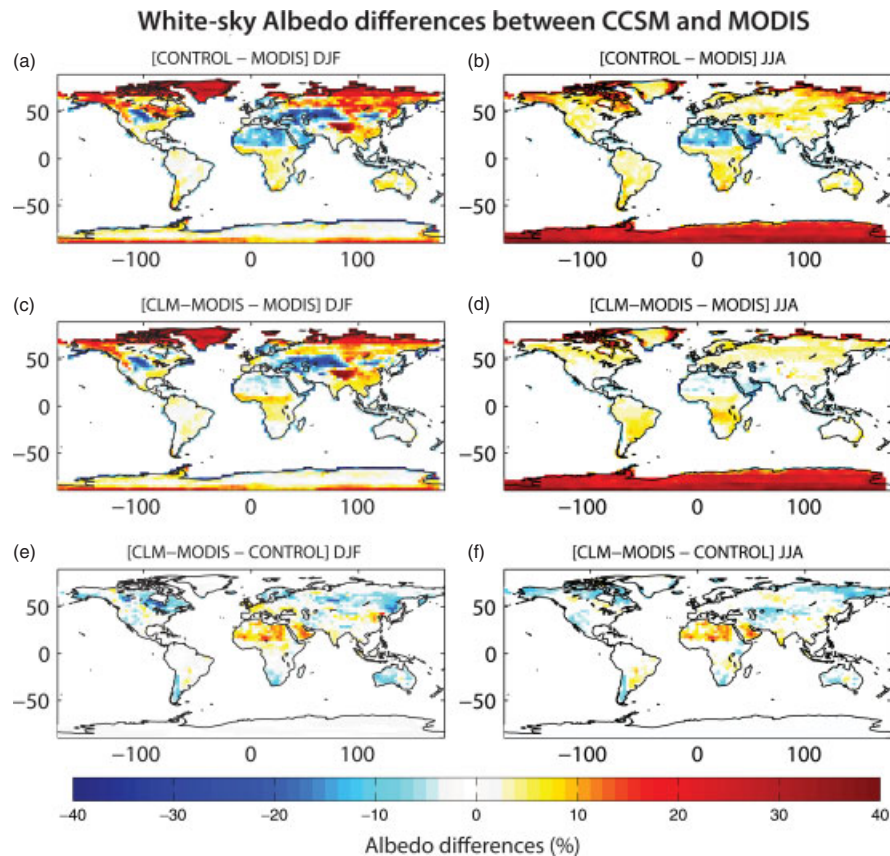 White-sky Albedo differences between CCSM and MODIS
(a) [CONTROL – MODIS] DJF
(b) [CONTROL – MODIS] JJA
50
0
−50
−100 0 100
50
0
−50
−100 0 100
(c) [CLM–MODIS – MODIS] DJF
(d) [CLM–MODIS – MODIS] JJA
50
0
−50
−100 0 100
50
0
−50
−100 0 100
(e) [CLM–MODIS – CONTROL] DJF
(f) [CLM–MODIS – CONTROL] JJA
50
0
−50
−100 0 100
50
0
−50
−100 0 100
−40 −30 −20 −10 0 10 20 30 40
Albedo differences (%)